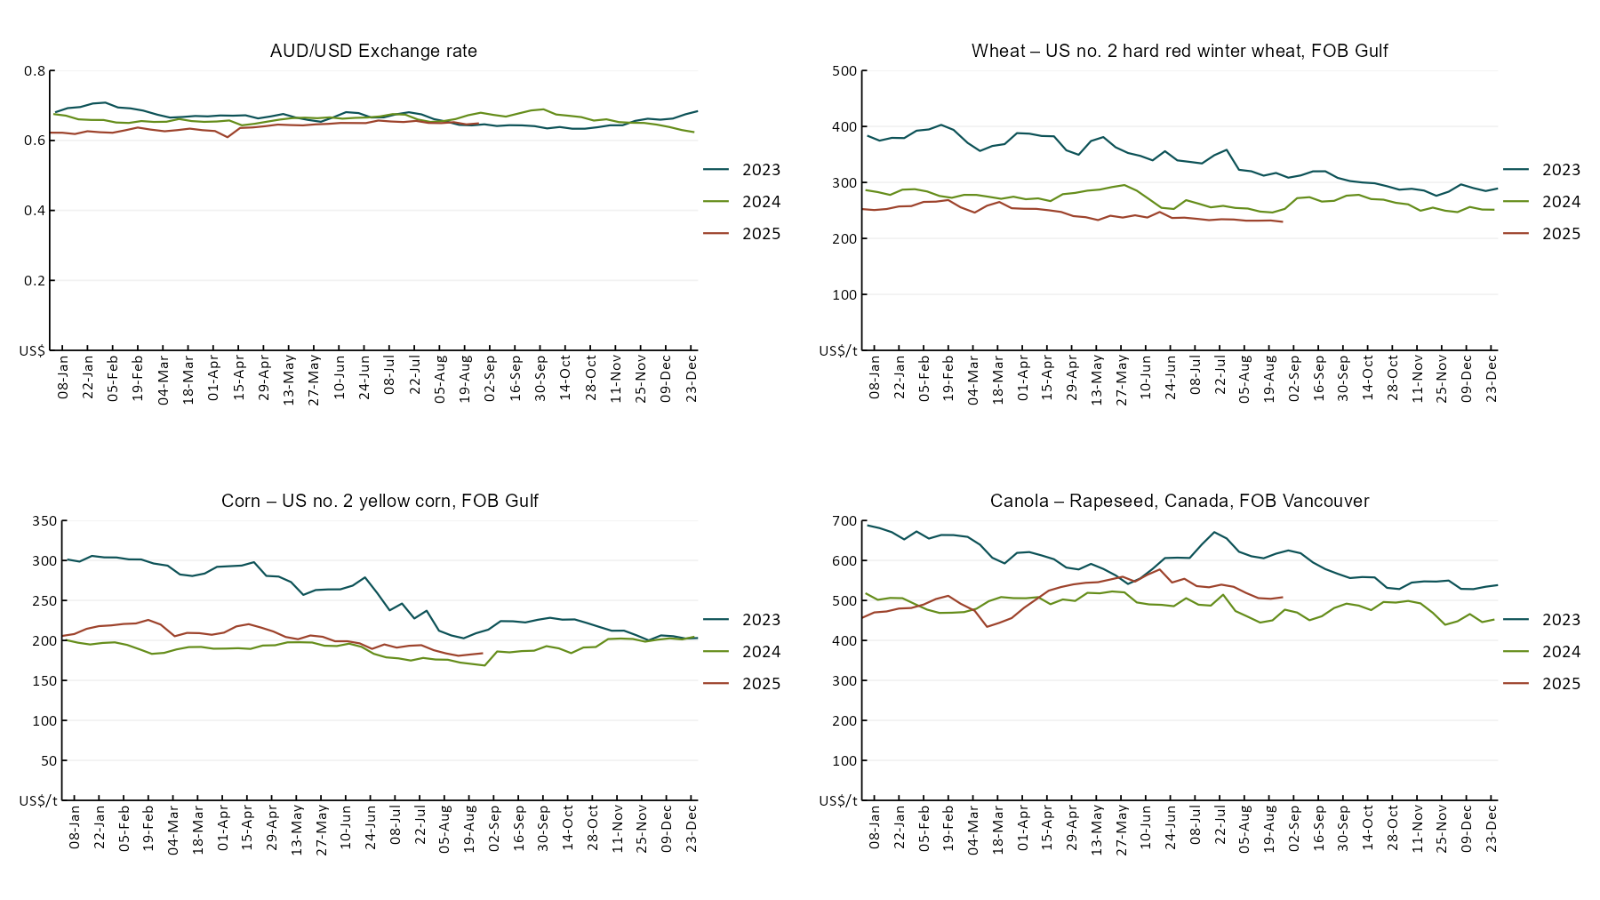 AUD/USD Exchange rate
0.8
0.6
0.4
0.2
US$
08-Jan
22-Jan
05-Feb
19-Feb
04-Mar
18-Mar
01-Apr
15-Apr
29-Apr
13-May
27-May
10-Jun
24-Jun
08-Jul
22-Jul
05-Aug
19-Aug
02-Sep
16-Sep
30-Sep
14-Oct
28-Oct
11-Nov
25-Nov
09-Dec
23-Dec
2023
2024
2025
Wheat – US no. 2 hard red winter wheat, FOB Gulf
500
400
300
200
100
US$/t
08-Jan
22-Jan
05-Feb
19-Feb
04-Mar
18-Mar
01-Apr
15-Apr
29-Apr
13-May
27-May
10-Jun
24-Jun
08-Jul
22-Jul
05-Aug
19-Aug
02-Sep
16-Sep
30-Sep
14-Oct
28-Oct
11-Nov
25-Nov
09-Dec
23-Dec
2023
2024
2025
Corn – US no. 2 yellow corn, FOB Gulf
350
300
250
200
150
100
50
US$/t
08-Jan
22-Jan
05-Feb
19-Feb
04-Mar
18-Mar
01-Apr
15-Apr
29-Apr
13-May
27-May
10-Jun
24-Jun
08-Jul
22-Jul
05-Aug
19-Aug
02-Sep
16-Sep
30-Sep
14-Oct
28-Oct
11-Nov
25-Nov
09-Dec
23-Dec
2023
2024
2025
Canola – Rapeseed, Canada, FOB Vancouver
700
600
500
400
300
200
100
US$/t
08-Jan
22-Jan
05-Feb
19-Feb
04-Mar
18-Mar
01-Apr
15-Apr
29-Apr
13-May
27-May
10-Jun
24-Jun
08-Jul
22-Jul
05-Aug
19-Aug
02-Sep
16-Sep
30-Sep
14-Oct
28-Oct
11-Nov
25-Nov
09-Dec
23-Dec
2023
2024
2025